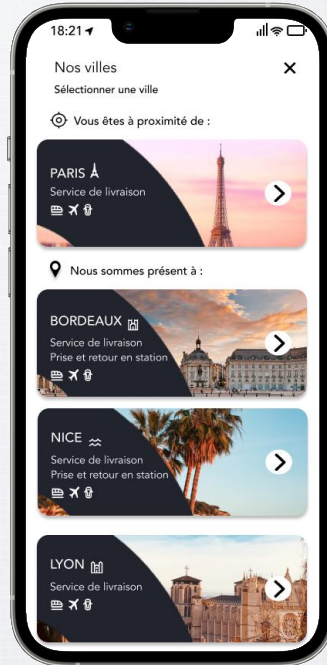 18:21
Nos villes
Sélectionner une ville
Vous êtes à proximité de :
PARIS
Service de livraison
Nous sommes présent à :
BORDEAUX
Service de livraison
Prise et retour en station
NICE
Service de livraison
Prise et retour en station
LYON
Service de livraison